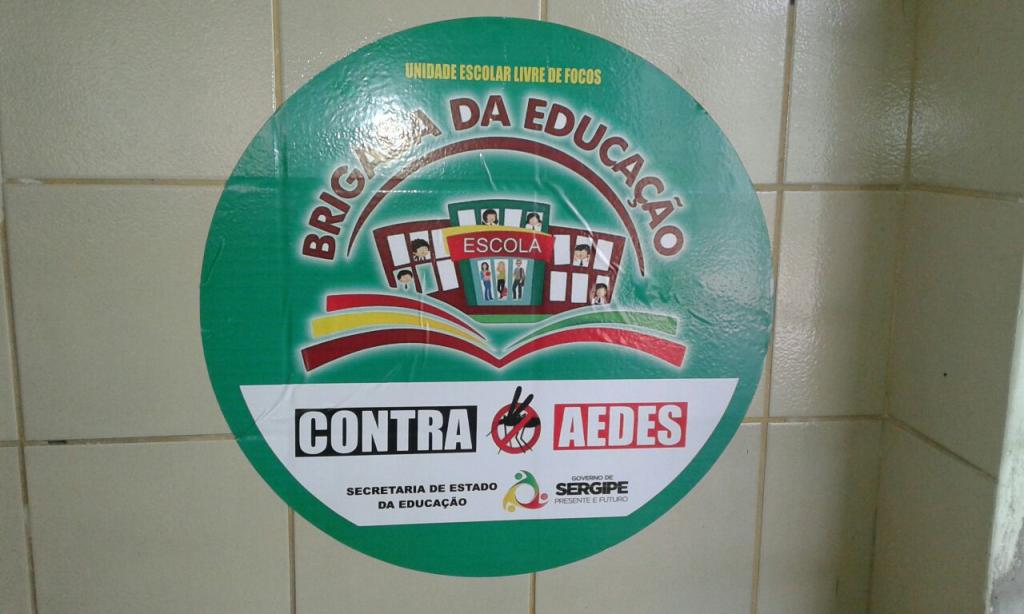 UNIDADE ESCOLAR LIVRE DE FOCOS
BRIGADA DA EDUCAÇÃO
ESCOLA
CONTRA AEDES
SECRETARIA DE ESTADO
DA EDUCAÇÃO
GOVERNO DE
SERGIPE
PRESENTE E FUTURO